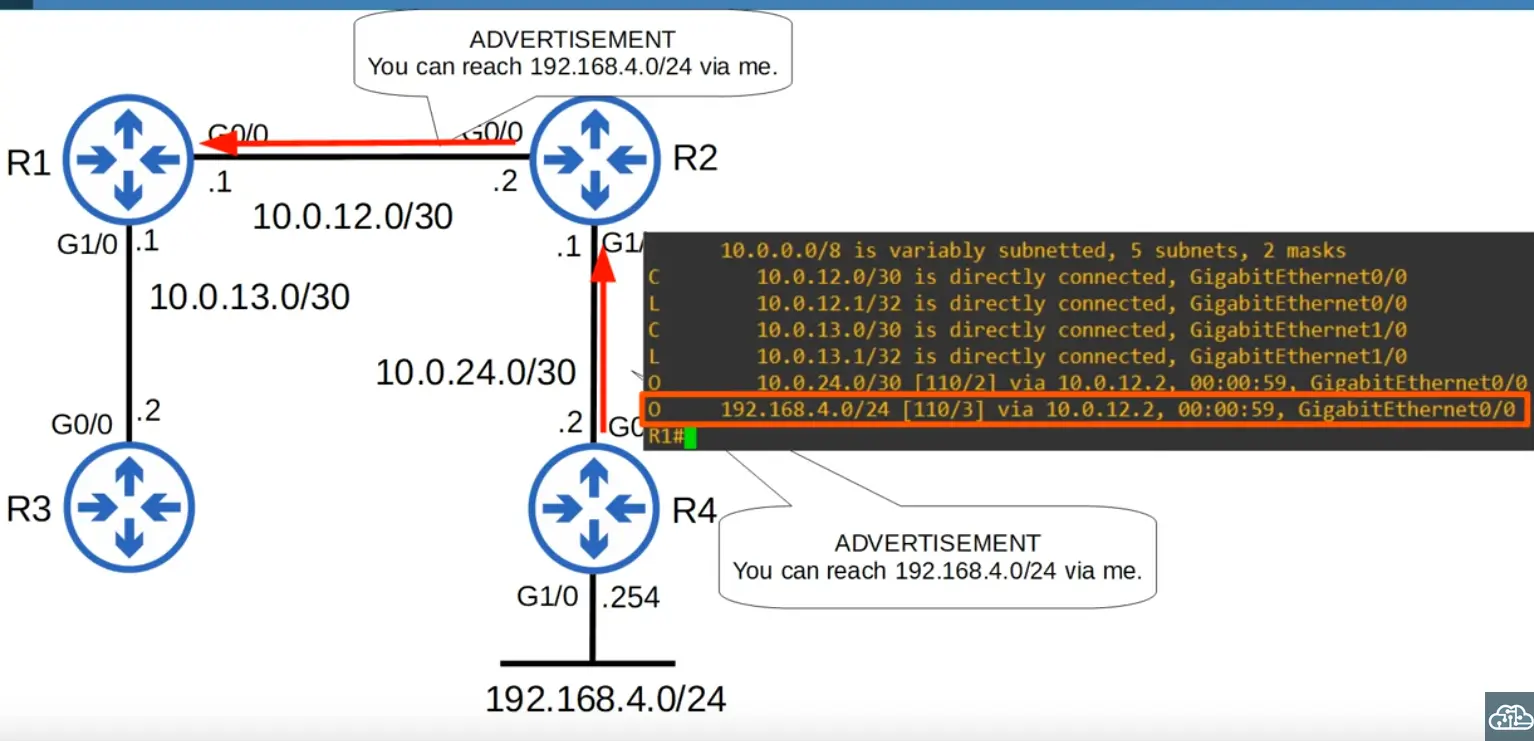 ADVERTISEMENT
You can reach 192.168.4.0/24 via me.
R1
G0/0
G0/0
R2
.1
.2
10.0.12.0/30
G1/0
.1
.1
G1/
10.0.13.0/30
10.0.24.0/30
10.0.0.0/8 is variably subnetted, 5 subnets, 2 masks
C 10.0.12.0/30 is directly connected, GigabitEthernet0/0
L 10.0.12.1/32 is directly connected, GigabitEthernet0/0
C 10.0.13.0/30 is directly connected, GigabitEthernet1/0
L 10.0.13.1/32 is directly connected, GigabitEthernet1/0
O 10.0.24.0/30 [110/2] via 10.0.12.2, 00:00:59, GigabitEthernet0/0
O 192.168.4.0/24 [110/3] via 10.0.12.2, 00:00:59, GigabitEthernet0/0
R1#
G0/0
.2
.2
G0
R3
R4
ADVERTISEMENT
You can reach 192.168.4.0/24 via me.
G1/0
.254
192.168.4.0/24